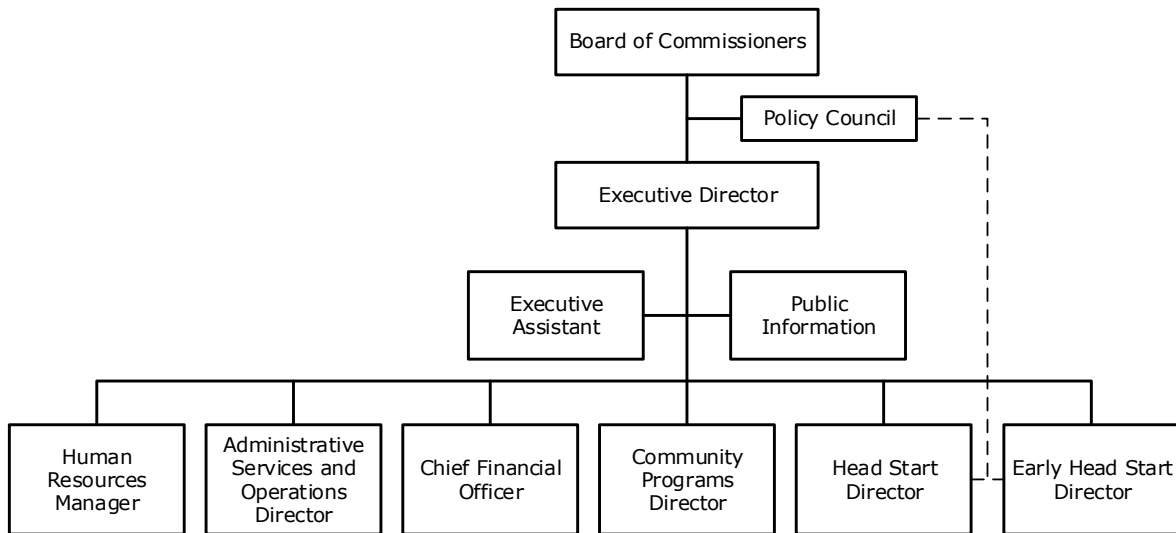 Board of Commissioners
Policy Council
Executive Director
Executive
Assistant
Public
Information
Human
Resources
Manager
Administrative
Services and
Operations
Director
Chief Financial
Officer
Community
Programs
Director
Head Start
Director
Early Head Start
Director